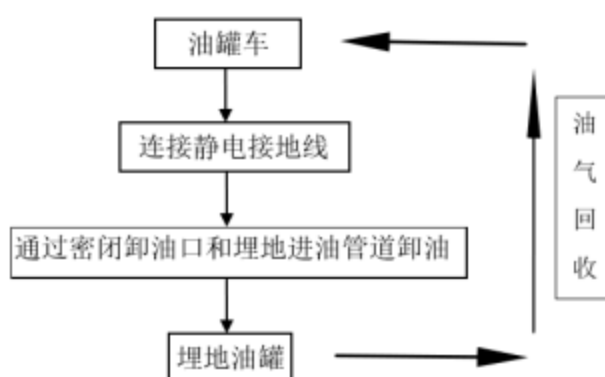 油罐车
连接静电接地线
通过密闭卸油口和埋地进油管道卸油
埋地油罐
油气回收